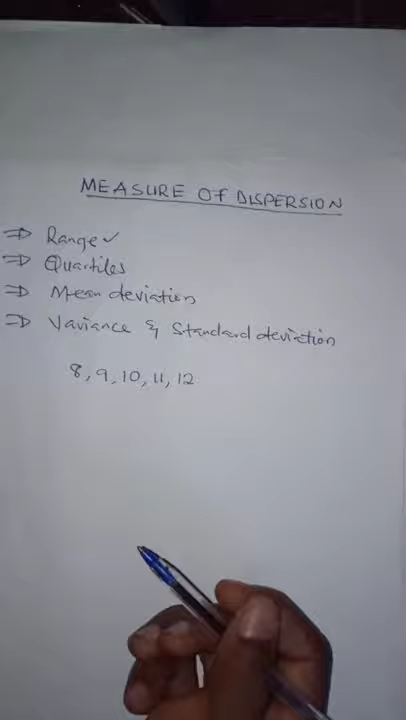 MEASURE Of DISPERSION
⇒ Range ✓
⇒ Quartiles
⇒ Mean deviation
⇒ Variance & Standard deviation
8, 9, 10, 11, 12